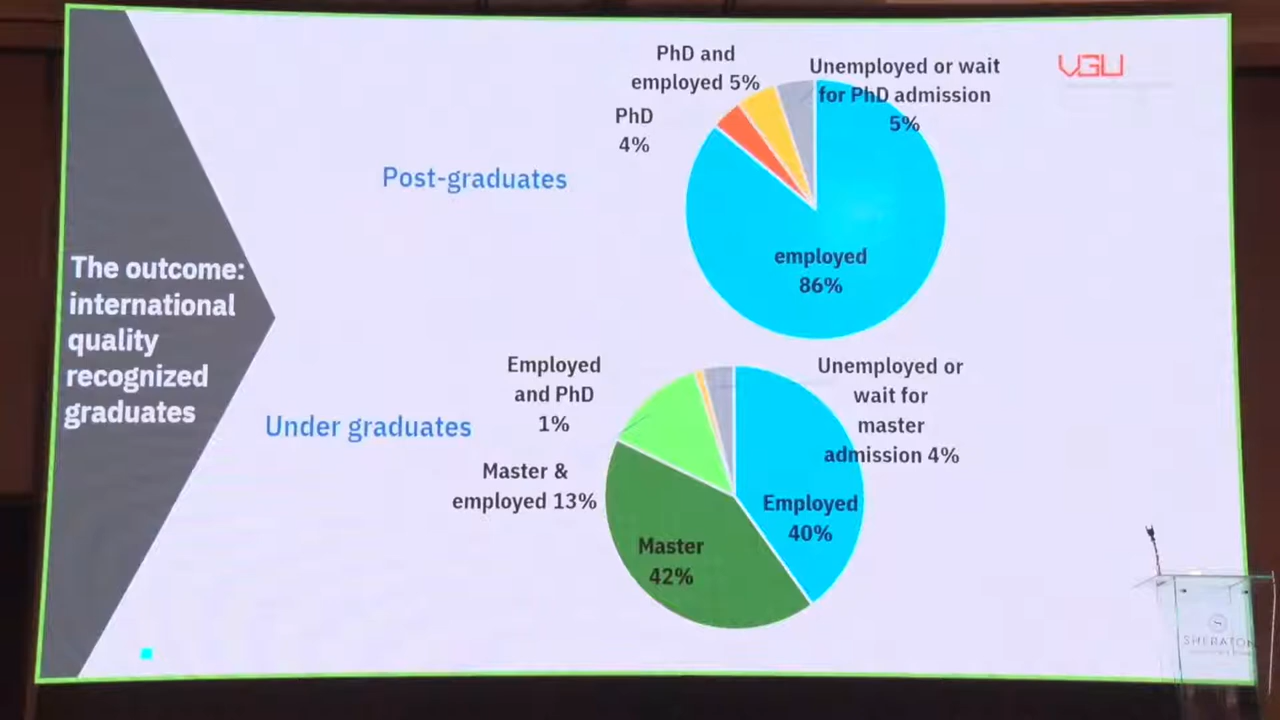 The outcome:
international
quality
recognized
graduates
VGU
Post-graduates
PhD and
employed 5%
PhD
4%
Unemployed or wait
for PhD admission
5%
employed
86%
Under graduates
Employed
and PhD
1%
Master &
employed 13%
Unemployed or
wait for
master
admission 4%
Employed
40%
Master
42%
SHERATON